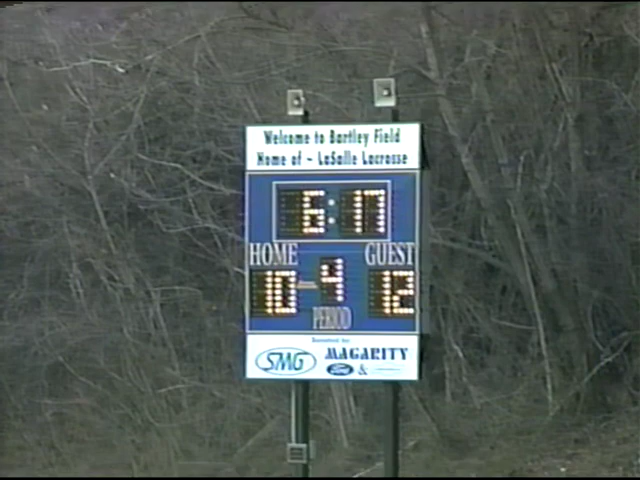 Welcome to Bartley Field
Home of - LaSalle Lacrosse
6:17
HOME GUEST
10 4 12
PERIOD
SMG MAGARITY
Ford &